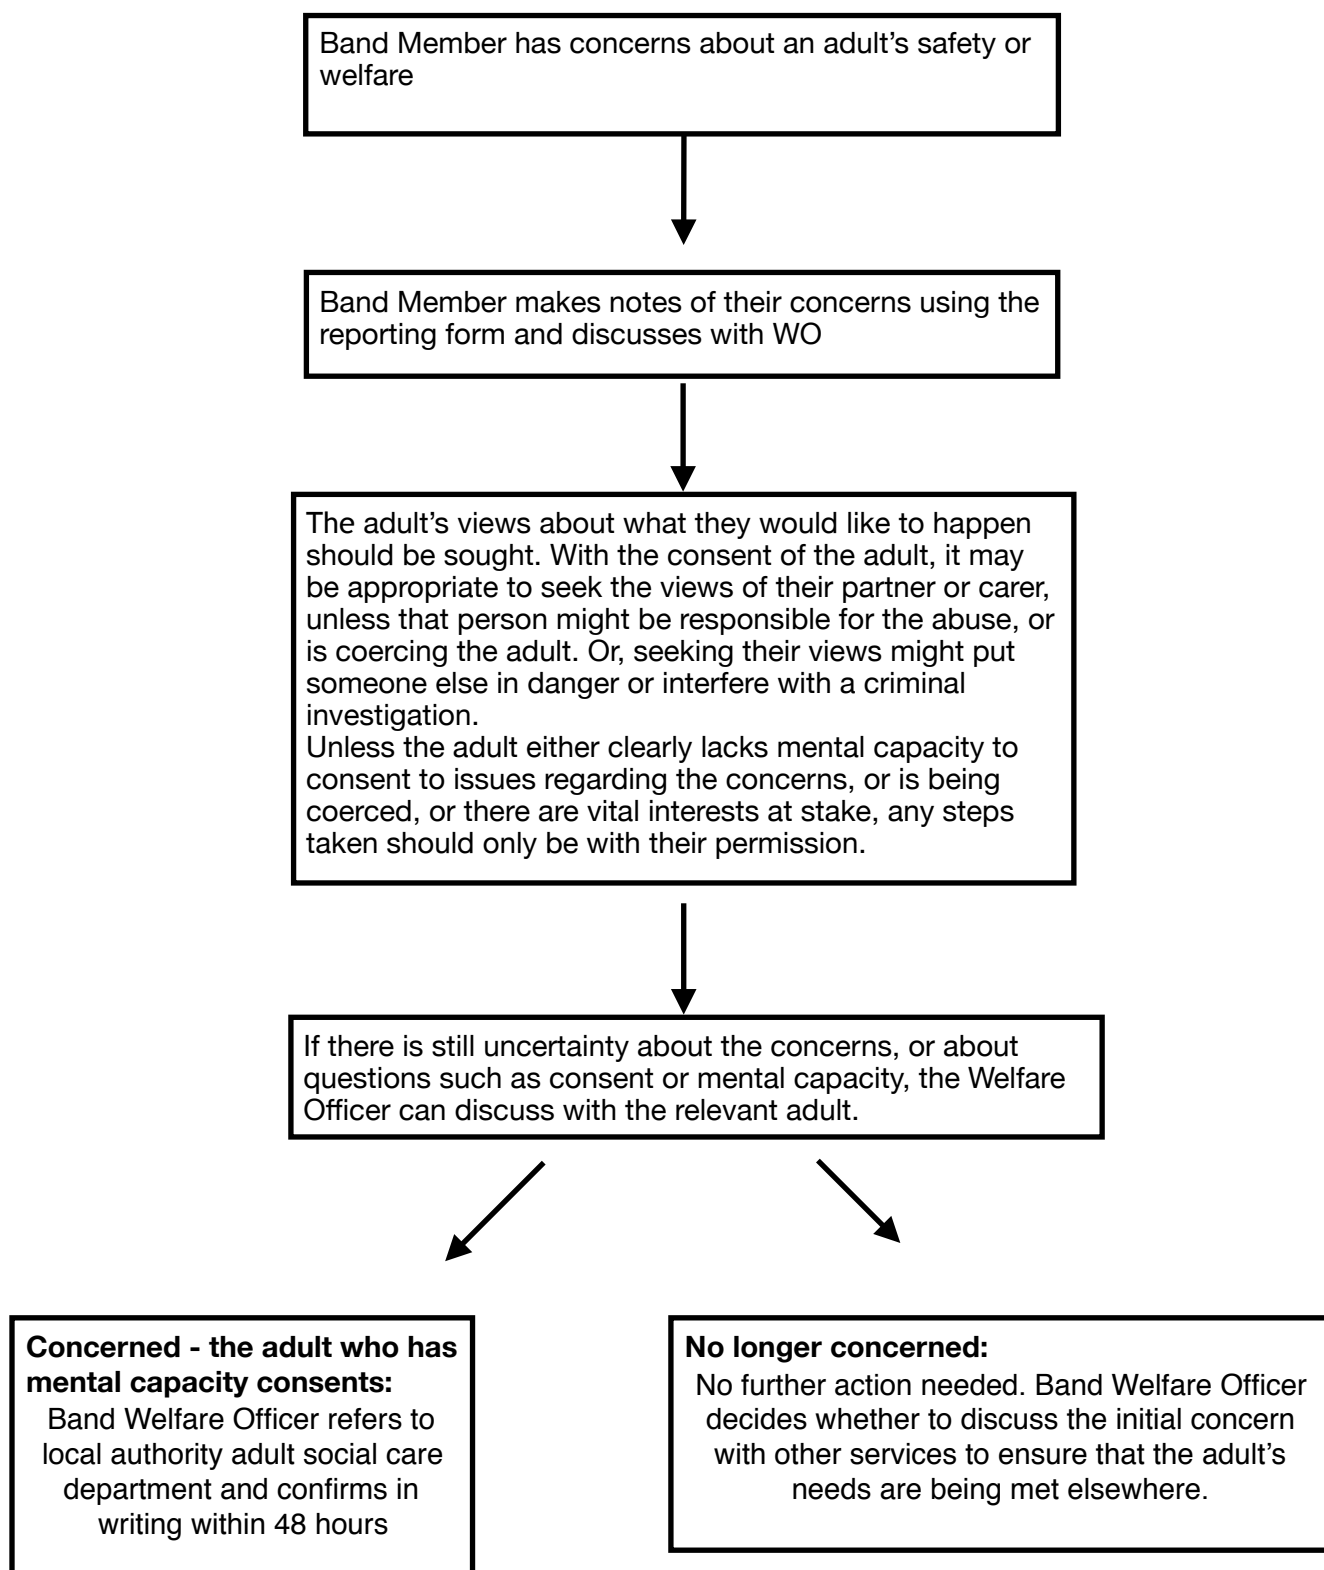 Band Member has concerns about an adult’s safety or
welfare
Band Member makes notes of their concerns using the
reporting form and discusses with WO
The adult’s views about what they would like to happen
should be sought. With the consent of the adult, it may
be appropriate to seek the views of their partner or carer,
unless that person might be responsible for the abuse, or
is coercing the adult. Or, seeking their views might put
someone else in danger or interfere with a criminal
investigation.
Unless the adult either clearly lacks mental capacity to
consent to issues regarding the concerns, or is being
coerced, or there are vital interests at stake, any steps
taken should only be with their permission.
If there is still uncertainty about the concerns, or about
questions such as consent or mental capacity, the Welfare
Officer can discuss with the relevant adult.
Concerned - the adult who has
mental capacity consents:
Band Welfare Officer refers to
local authority adult social care
department and confirms in
writing within 48 hours
No longer concerned:
No further action needed. Band Welfare Officer
decides whether to discuss the initial concern
with other services to ensure that the adult’s
needs are being met elsewhere.